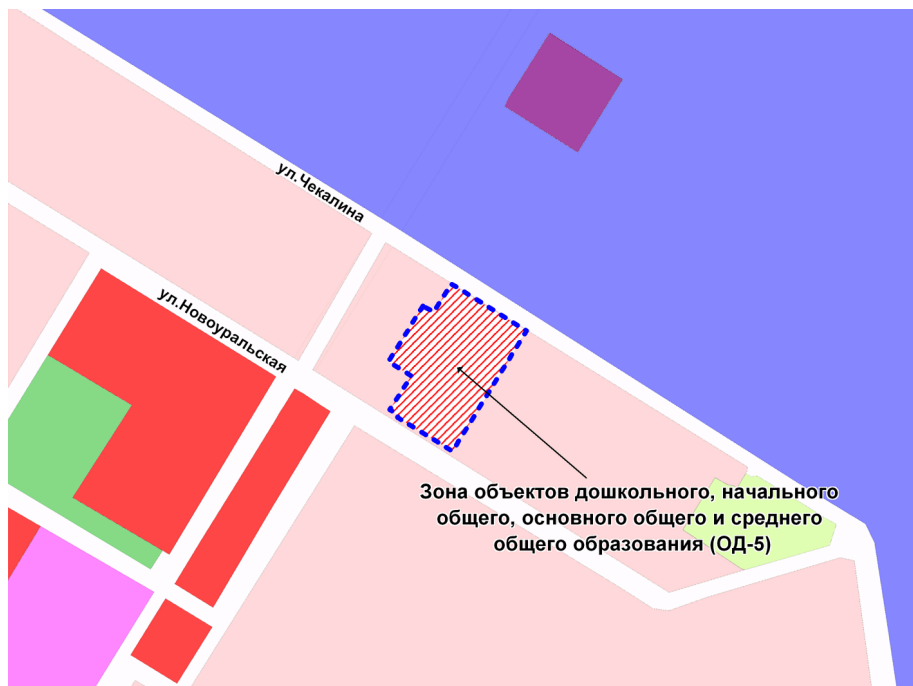 ул.Чекалина
ул.Новоуральская
Зона объектов дошкольного, начального
общего, основного общего и среднего
общего образования (ОД-5)